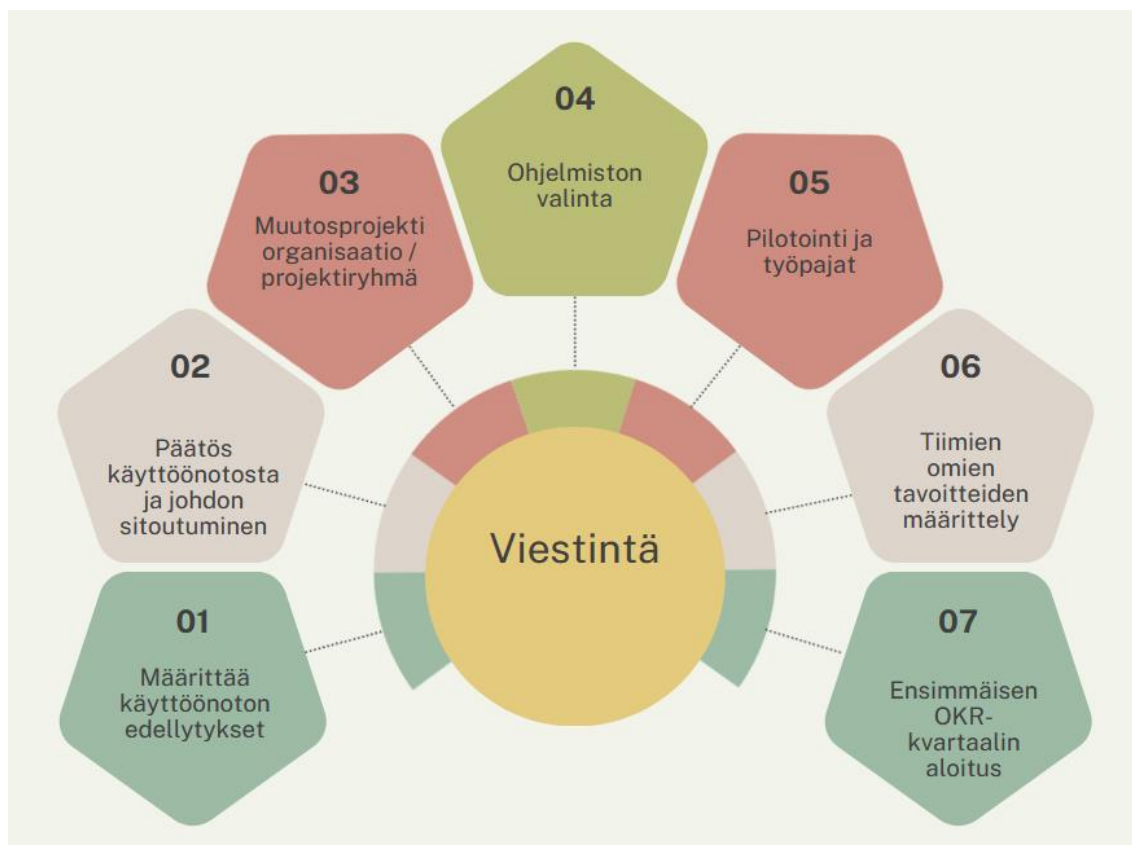 01
Määrittää
käyttöönoton
edellytykset
02
Päätös
käyttöönotosta
ja johdon
sitoutuminen
03
Muutosprojekti
organisaatio /
projektiryhmä
04
Ohjelmiston
valinta
05
Pilotointi ja
työpajat
06
Tiimien
omien
tavoitteiden
määrittely
07
Ensimmäisen
OKR-
kvartaalin
aloitus
Viestintä